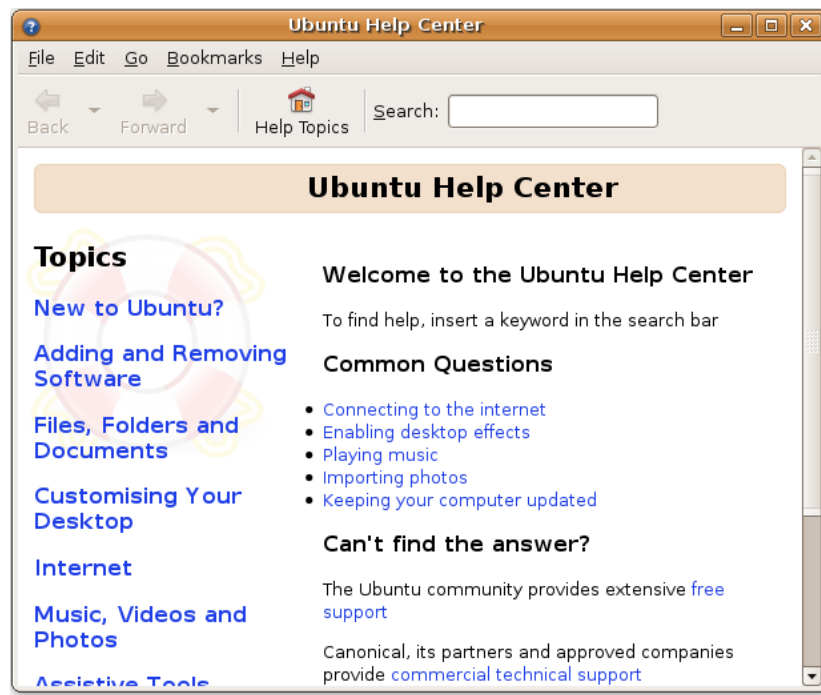 Ubuntu Help Center
File Edit Go Bookmarks Help
Back Forward Help Topics Search:
Ubuntu Help Center
Topics
New to Ubuntu?
Adding and Removing
Software
Files, Folders and
Documents
Customising Your
Desktop
Internet
Music, Videos and
Photos
Assistive Tools
Welcome to the Ubuntu Help Center
To find help, insert a keyword in the search bar
Common Questions
Connecting to the internet
Enabling desktop effects
Playing music
Importing photos
Keeping your computer updated
Can't find the answer?
The Ubuntu community provides extensive free
support
Canonical, its partners and approved companies
provide commercial technical support